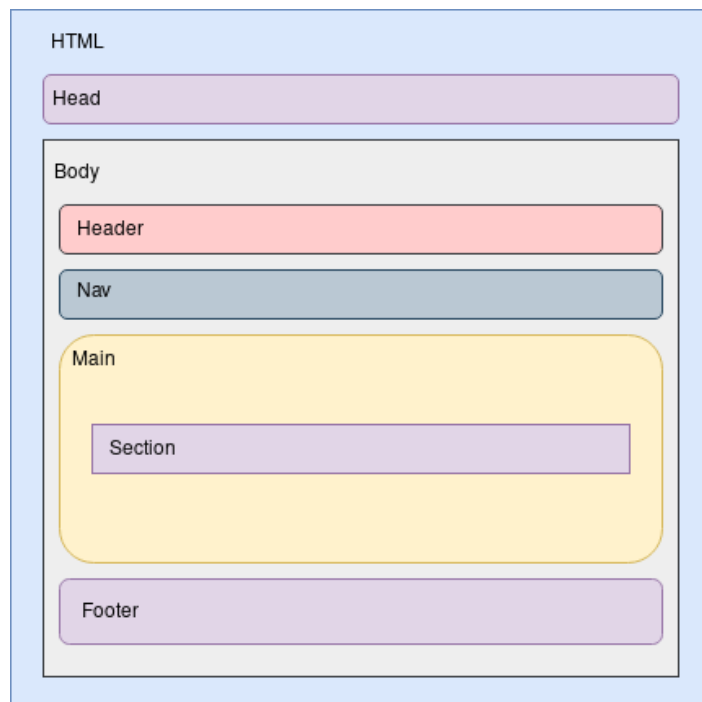 HTML
Head
Body
Header
Nav
Main
Section
Footer